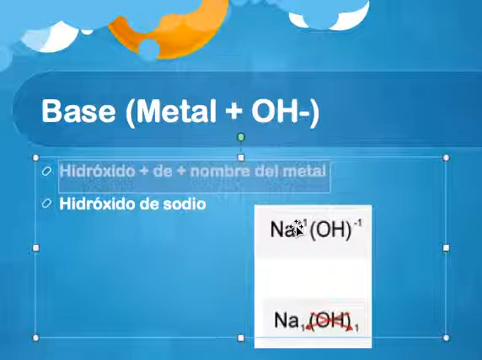 Base (Metal + OH-)
Hidróxido + de + nombre del metal
Hidróxido de sodio
Na⁺¹(OH)⁻¹
Na₁(OH)₁